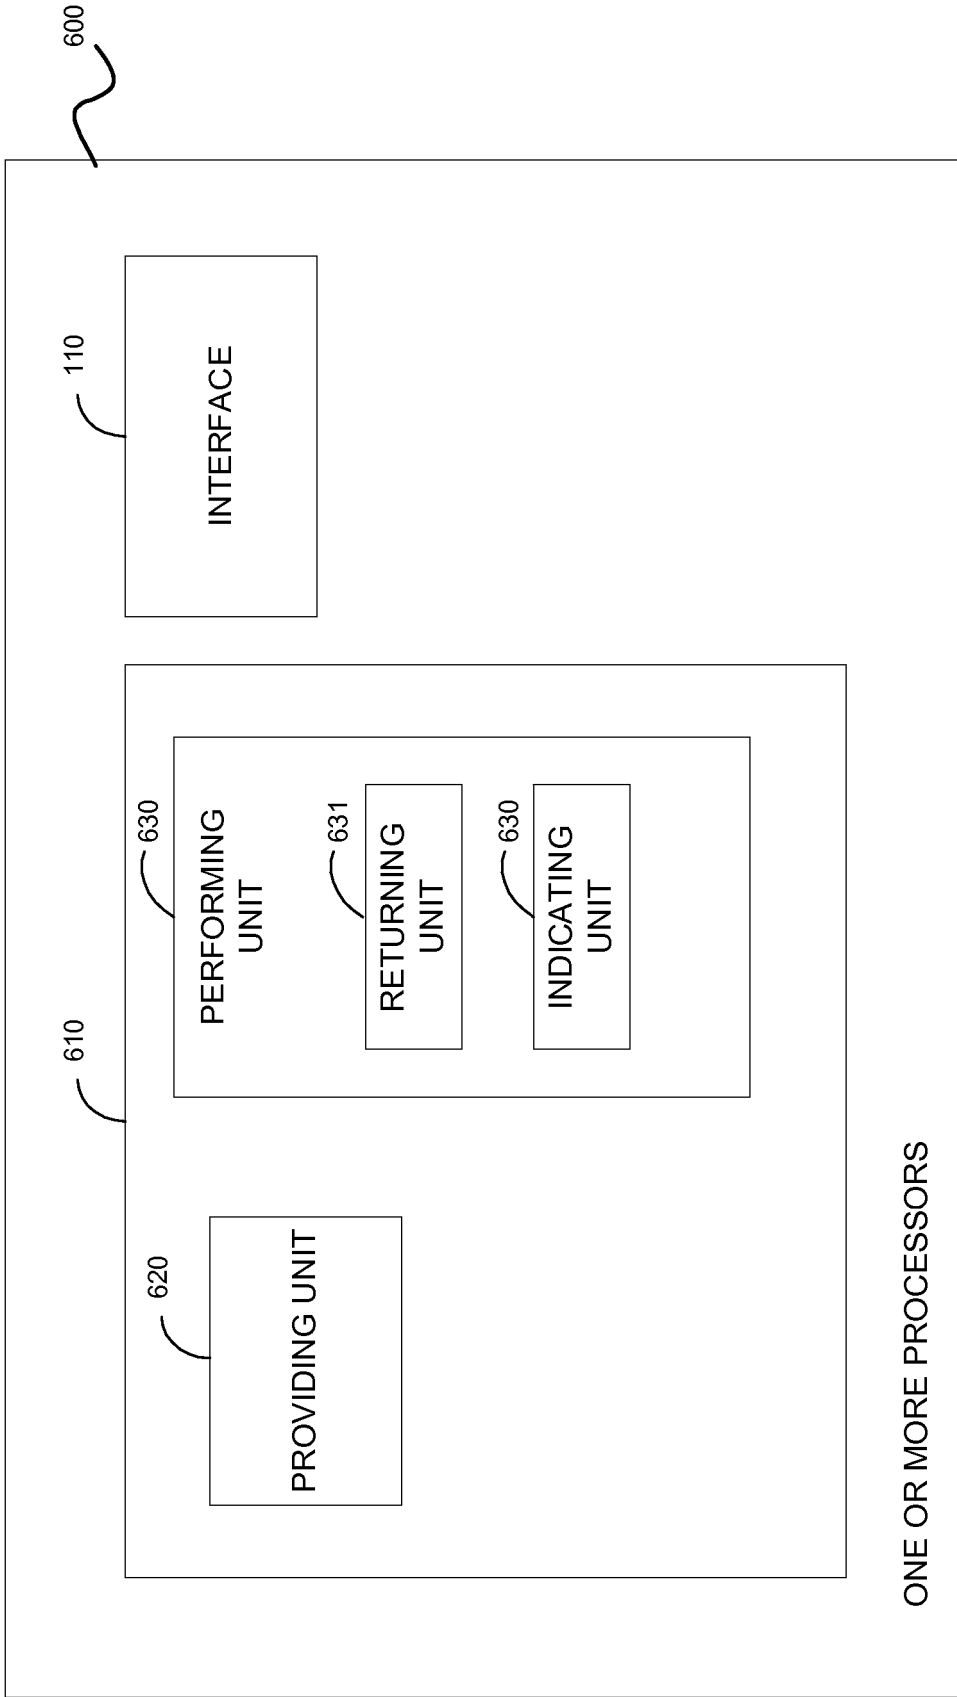 600
610
110
620
PROVIDING UNIT
630
PERFORMING
UNIT
631
RETURNING
UNIT
630
INDICATING
UNIT
INTERFACE
ONE OR MORE PROCESSORS